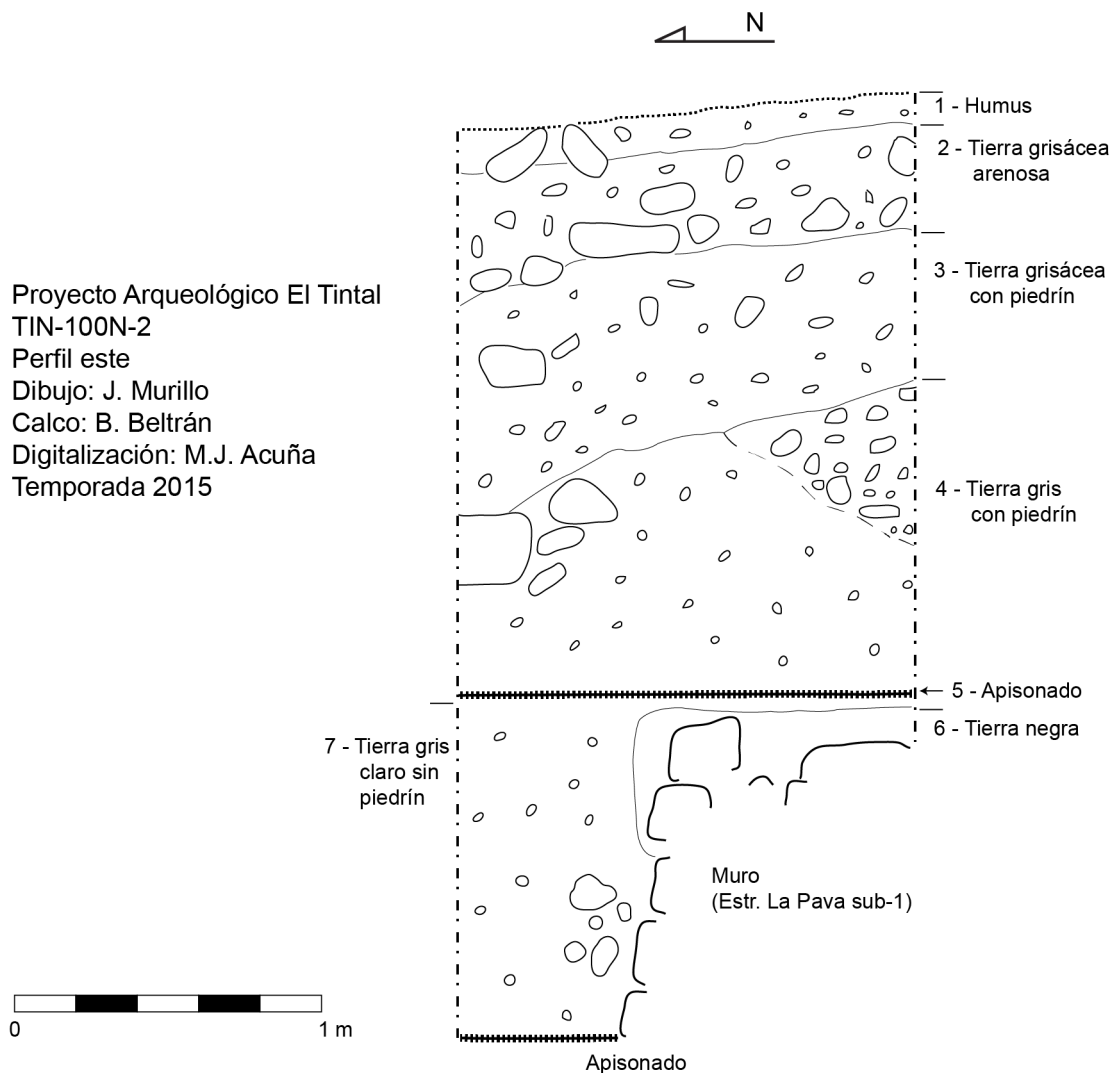 N
1 - Humus
2 - Tierra grisácea
arenosa
3 - Tierra grisácea
con piedrín
Proyecto Arqueológico El Tintal
TIN-100N-2
Perfil este
Dibujo: J. Murillo
Calco: B. Beltrán
Digitalización: M.J. Acuña
Temporada 2015
4 - Tierra gris
con piedrín
5 - Apisonado
6 - Tierra negra
7 - Tierra gris
claro sin
piedrín
Muro
(Estr. La Pava sub-1)
0 1 m
Apisonado